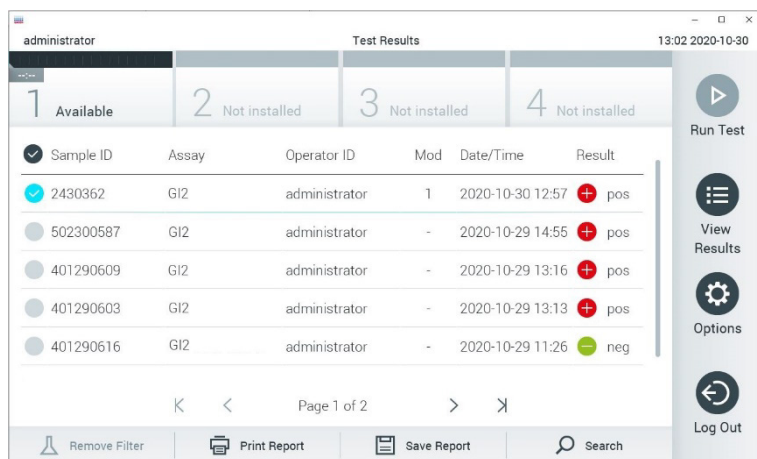 administrator Test Results 13:02 2020-10-30
--:--
1 Available 2 Not installed 3 Not installed 4 Not installed
Run Test
Sample ID Assay Operator ID Mod Date/Time Result
2430362 GI2 administrator 1 2020-10-30 12:57 pos
502300587 GI2 administrator - 2020-10-29 14:55 pos
401290609 GI2 administrator - 2020-10-29 13:16 pos
401290603 GI2 administrator - 2020-10-29 13:13 pos
401290616 GI2 administrator - 2020-10-29 11:26 neg
View
Results
Options
Page 1 of 2
Log Out
Remove Filter Print Report Save Report Search